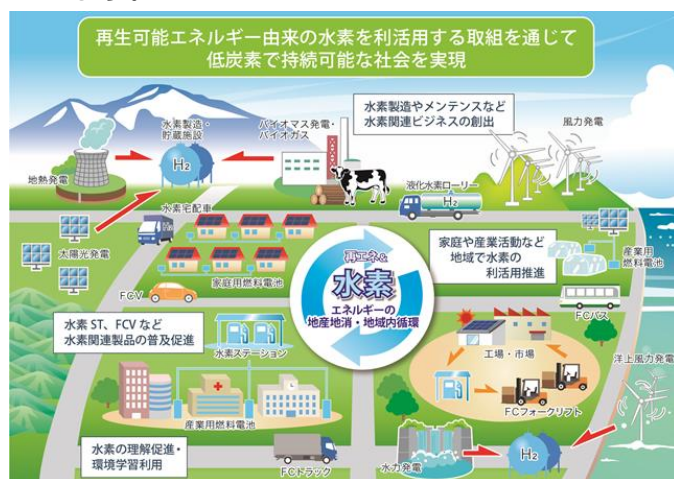 再生可能エネルギー由来の水素を利活用する取組を通じて
低炭素で持続可能な社会を実現
水素製造やメンテンスなど
水素関連ビジネスの創出
風力発電
水素製造・
貯蔵施設
バイオマス発電・
バイオガス
H₂
地熱発電
液化水素ローリー
H₂
水素宅配車
H₂
太陽光発電
家庭用燃料電池
再エネ&
水素
エネルギーの
地産地消・地域内循環
家庭や産業活動など
地域で水素の
利活用推進
産業用
燃料電池
FCV
FCバス
水素 ST、FCV など
水素関連製品の普及促進
水素ステーション
工場・市場
洋上風力発電
FCフォークリフト
産業用燃料電池
水素の理解促進・
環境学習利用
FCトラック
水力発電
H₂